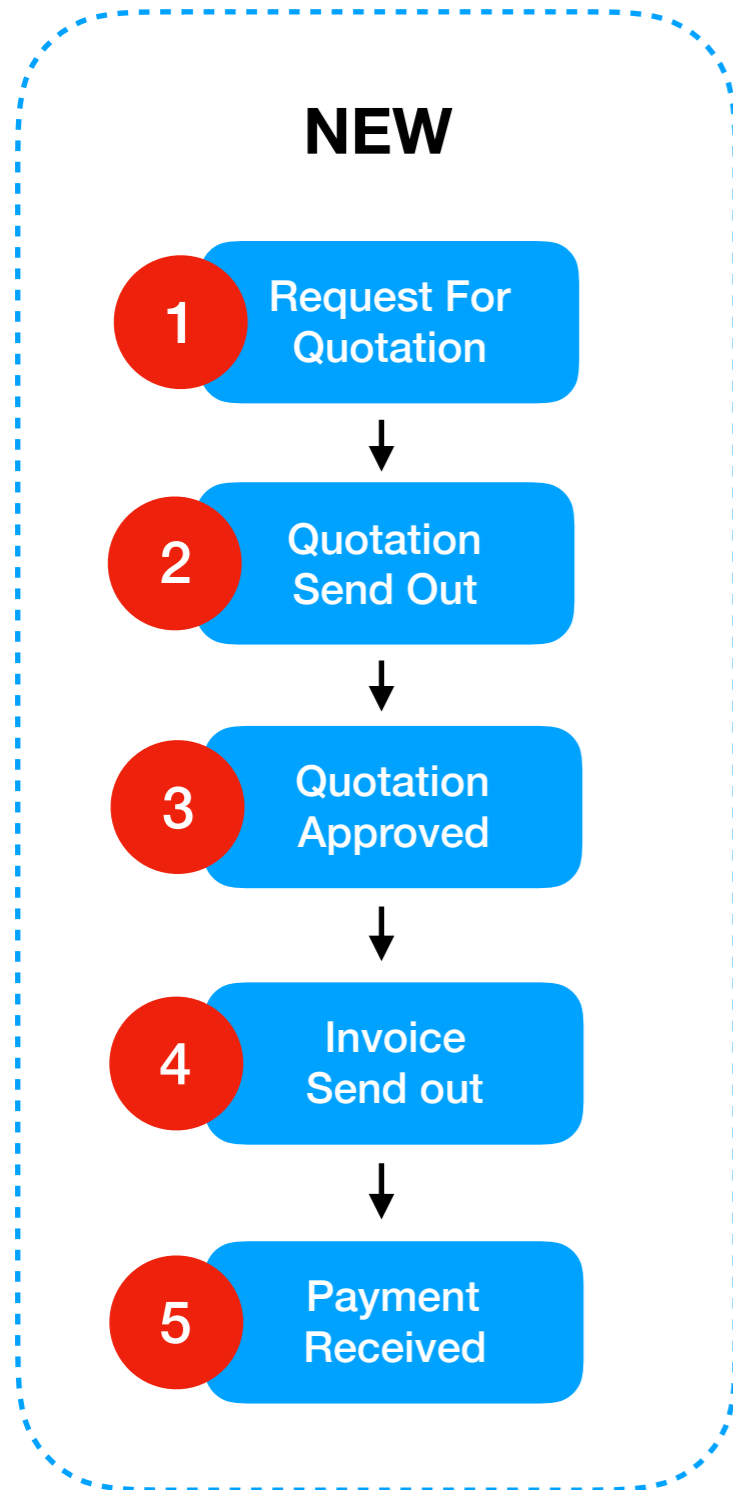 NEW
1
Request For
Quotation
2
Quotation
Send Out
3
Quotation
Approved
4
Invoice
Send out
5
Payment
Received